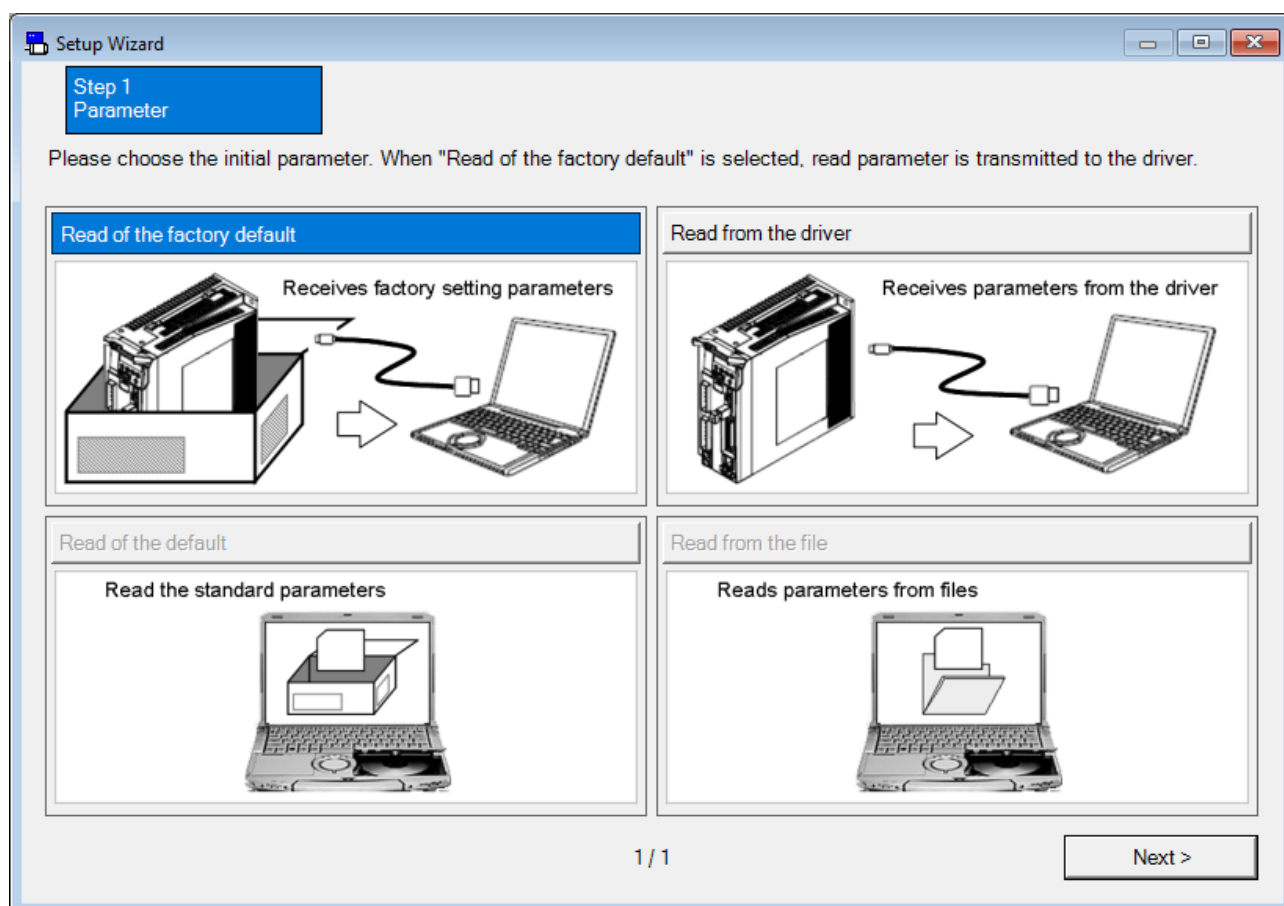 Setup Wizard
Step 1
Parameter
Please choose the initial parameter. When "Read of the factory default" is selected, read parameter is transmitted to the driver.
Read of the factory default
Receives factory setting parameters
Read from the driver
Receives parameters from the driver
Read of the default
Read the standard parameters
Read from the file
Reads parameters from files
1 / 1
Next >